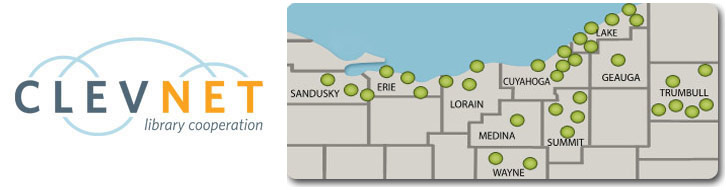 CLEVNET
library cooperation
SANDUSKY
ERIE
LORAIN
CUYAHOGA
LAKE
GEAUGA
TRUMBULL
MEDINA
SUMMIT
WAYNE